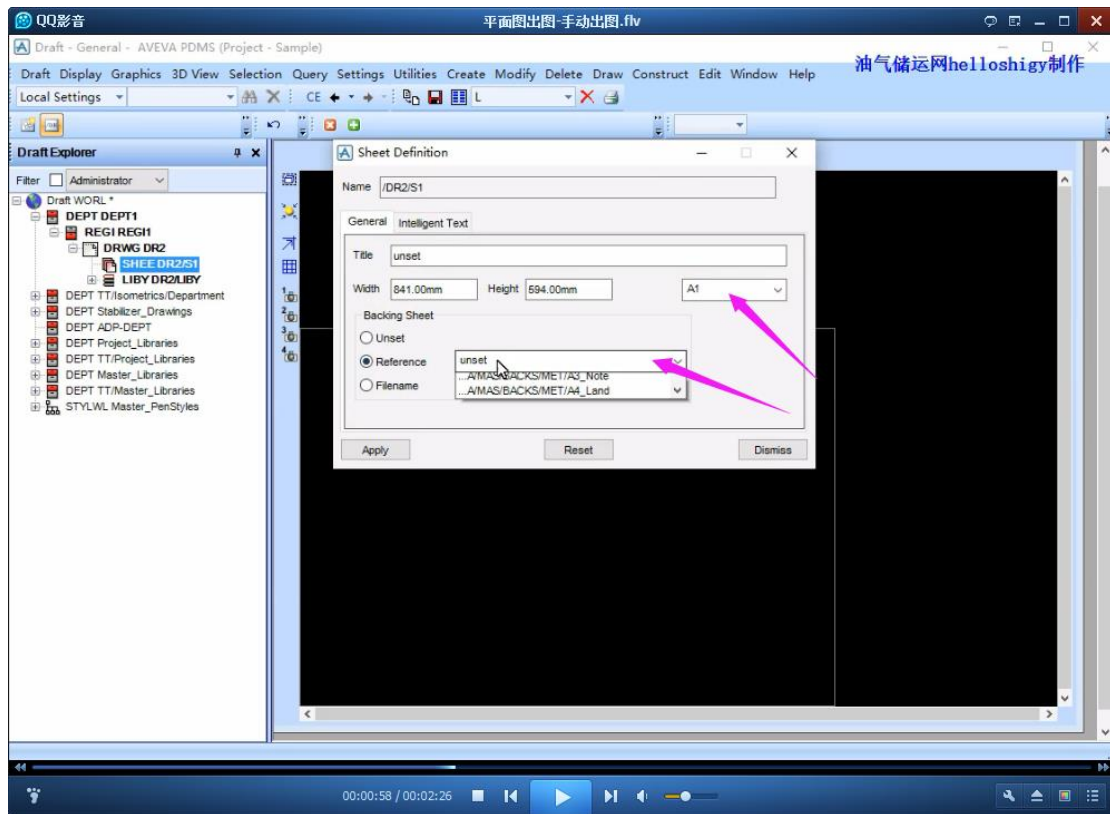 QQ影音
平面图出图-手动出图.flv
Draft - General - AVEVA PDMS (Project - Sample)
油气储运网helloshigy制作
Draft Display Graphics 3D View Selection Query Settings Utilities Create Modify Delete Draw Construct Edit Window Help
Local Settings
CE
L
Draft Explorer
Filter Administrator
Draft WORL *
DEPT DEPT1
REGI REGI1
DRWG DR2
SHEE DR2/S1
LIBY DR2/LIBY
DEPT TT/Isometrics/Department
DEPT Stabilizer_Drawings
DEPT ADP-DEPT
DEPT Project_Libraries
DEPT TT/Project_Libraries
DEPT Master_Libraries
DEPT TT/Master_Libraries
STYLWL Master_PenStyles
1
2
3
4
Sheet Definition
Name /DR2/S1
General Intelligent Text
Title unset
Width 841.00mm Height 594.00mm A1
Backing Sheet
Unset
Reference unset
...A/MAS/BACKS/MET/A3_Note
Filename ...A/MAS/BACKS/MET/A4_Land
Apply Reset Dismiss
00:00:58 / 00:02:26